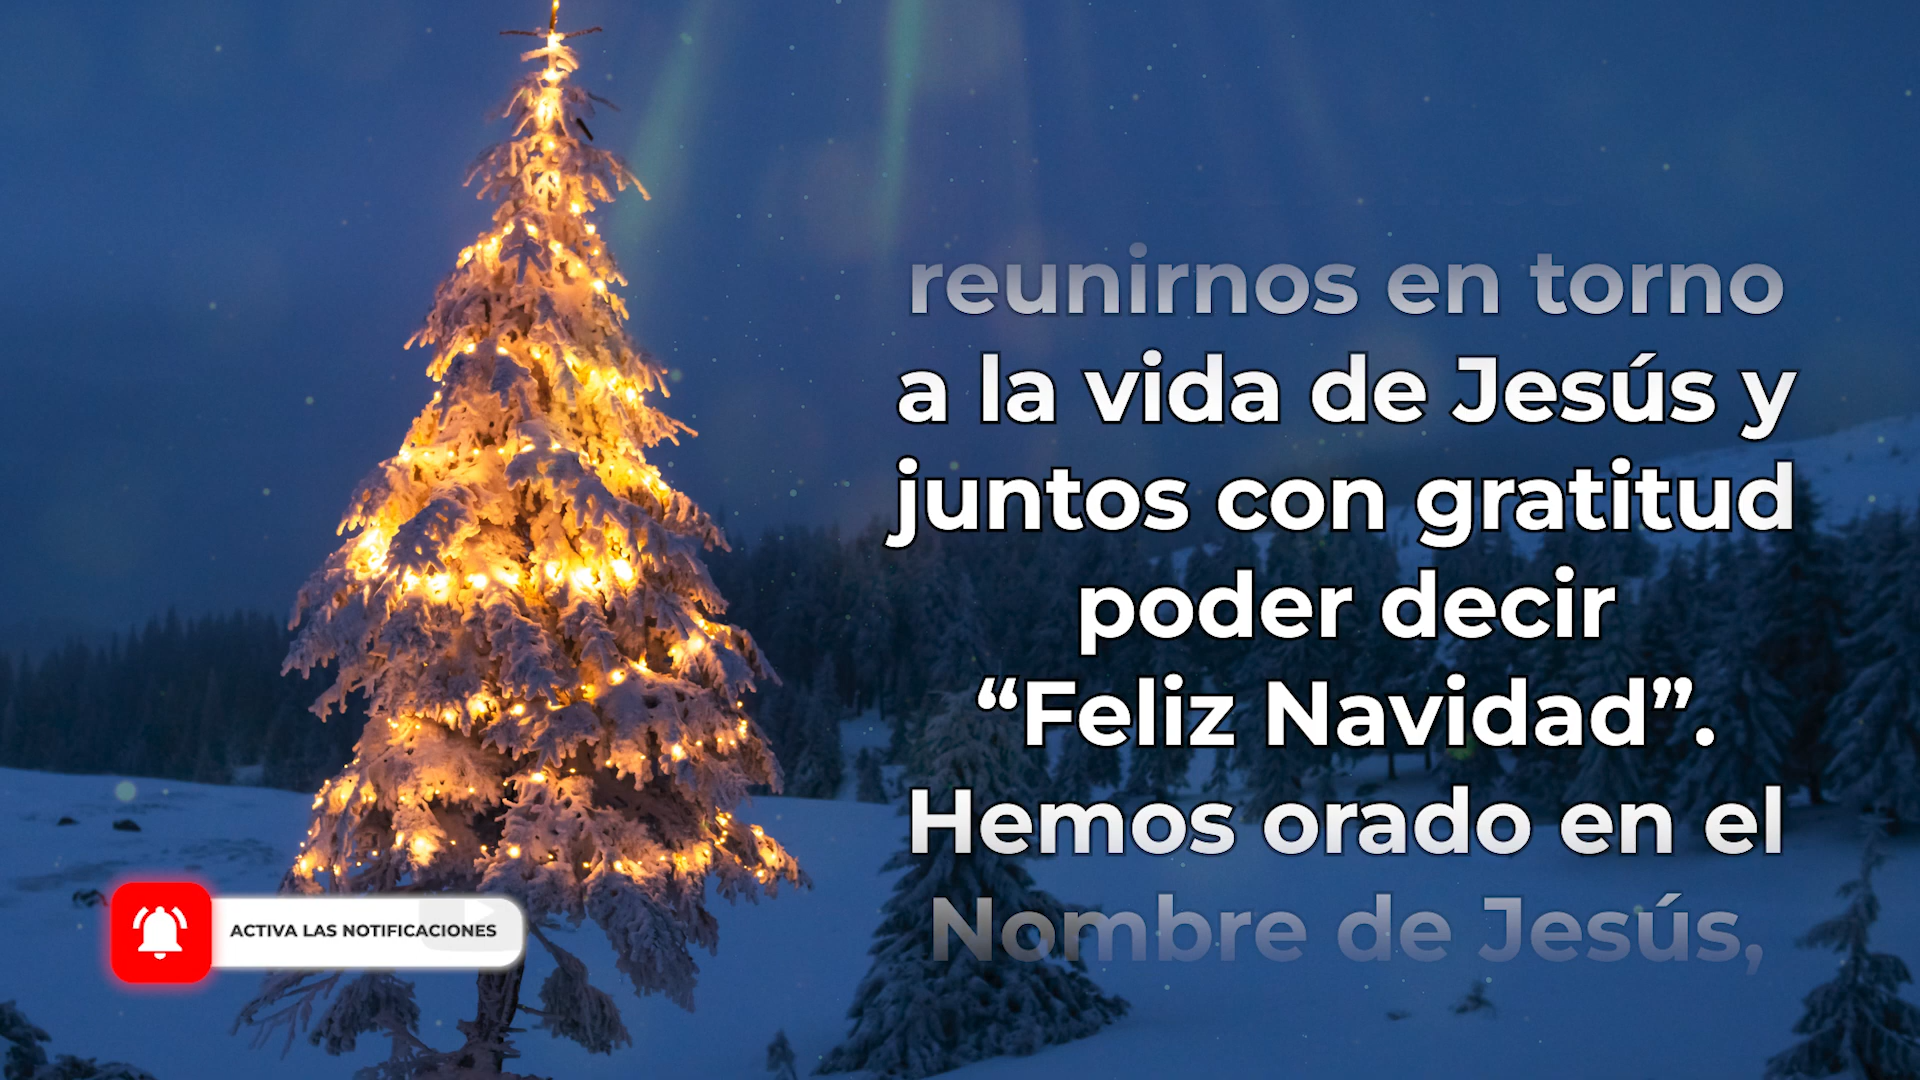 reunirnos en torno
a la vida de Jesús y
juntos con gratitud
poder decir
“Feliz Navidad”.
Hemos orado en el
Nombre de Jesús,
ACTIVA LAS NOTIFICACIONES